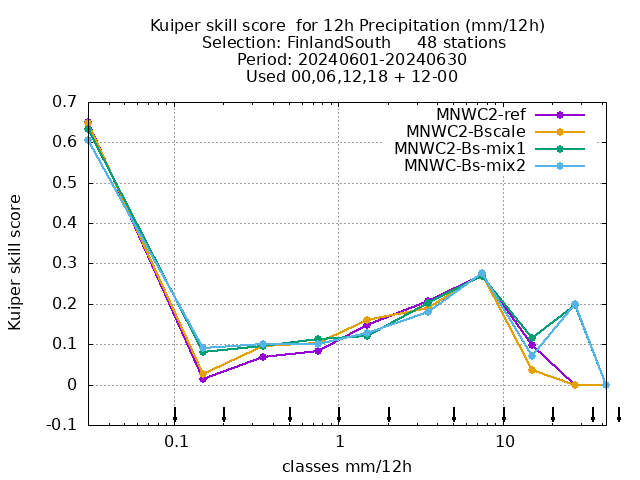 Kuiper skill score  for 12h Precipitation (mm/12h)
Selection: FinlandSouth     48 stations
Period: 20240601-20240630
Used 00,06,12,18 + 12-00
MNWC2-ref
MNWC2-Bscale
MNWC2-Bs-mix1
MNWC-Bs-mix2
Kuiper skill score
0.7
0.6
0.5
0.4
0.3
0.2
0.1
0
-0.1
0.1 1 10
classes mm/12h